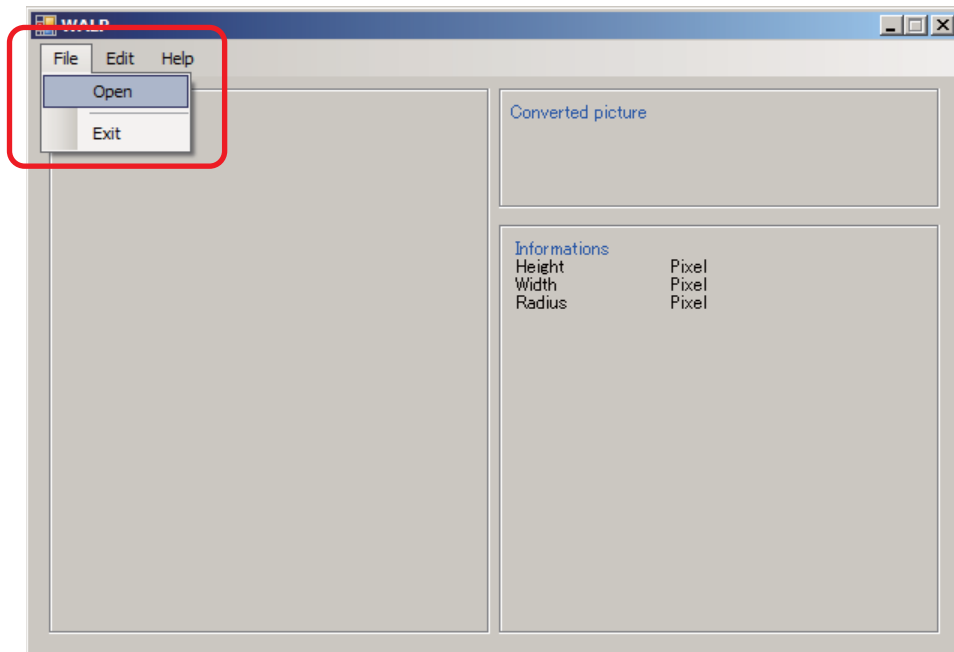 File Edit Help
Open
Exit
Converted picture
Informations
Height Pixel
Width Pixel
Radius Pixel